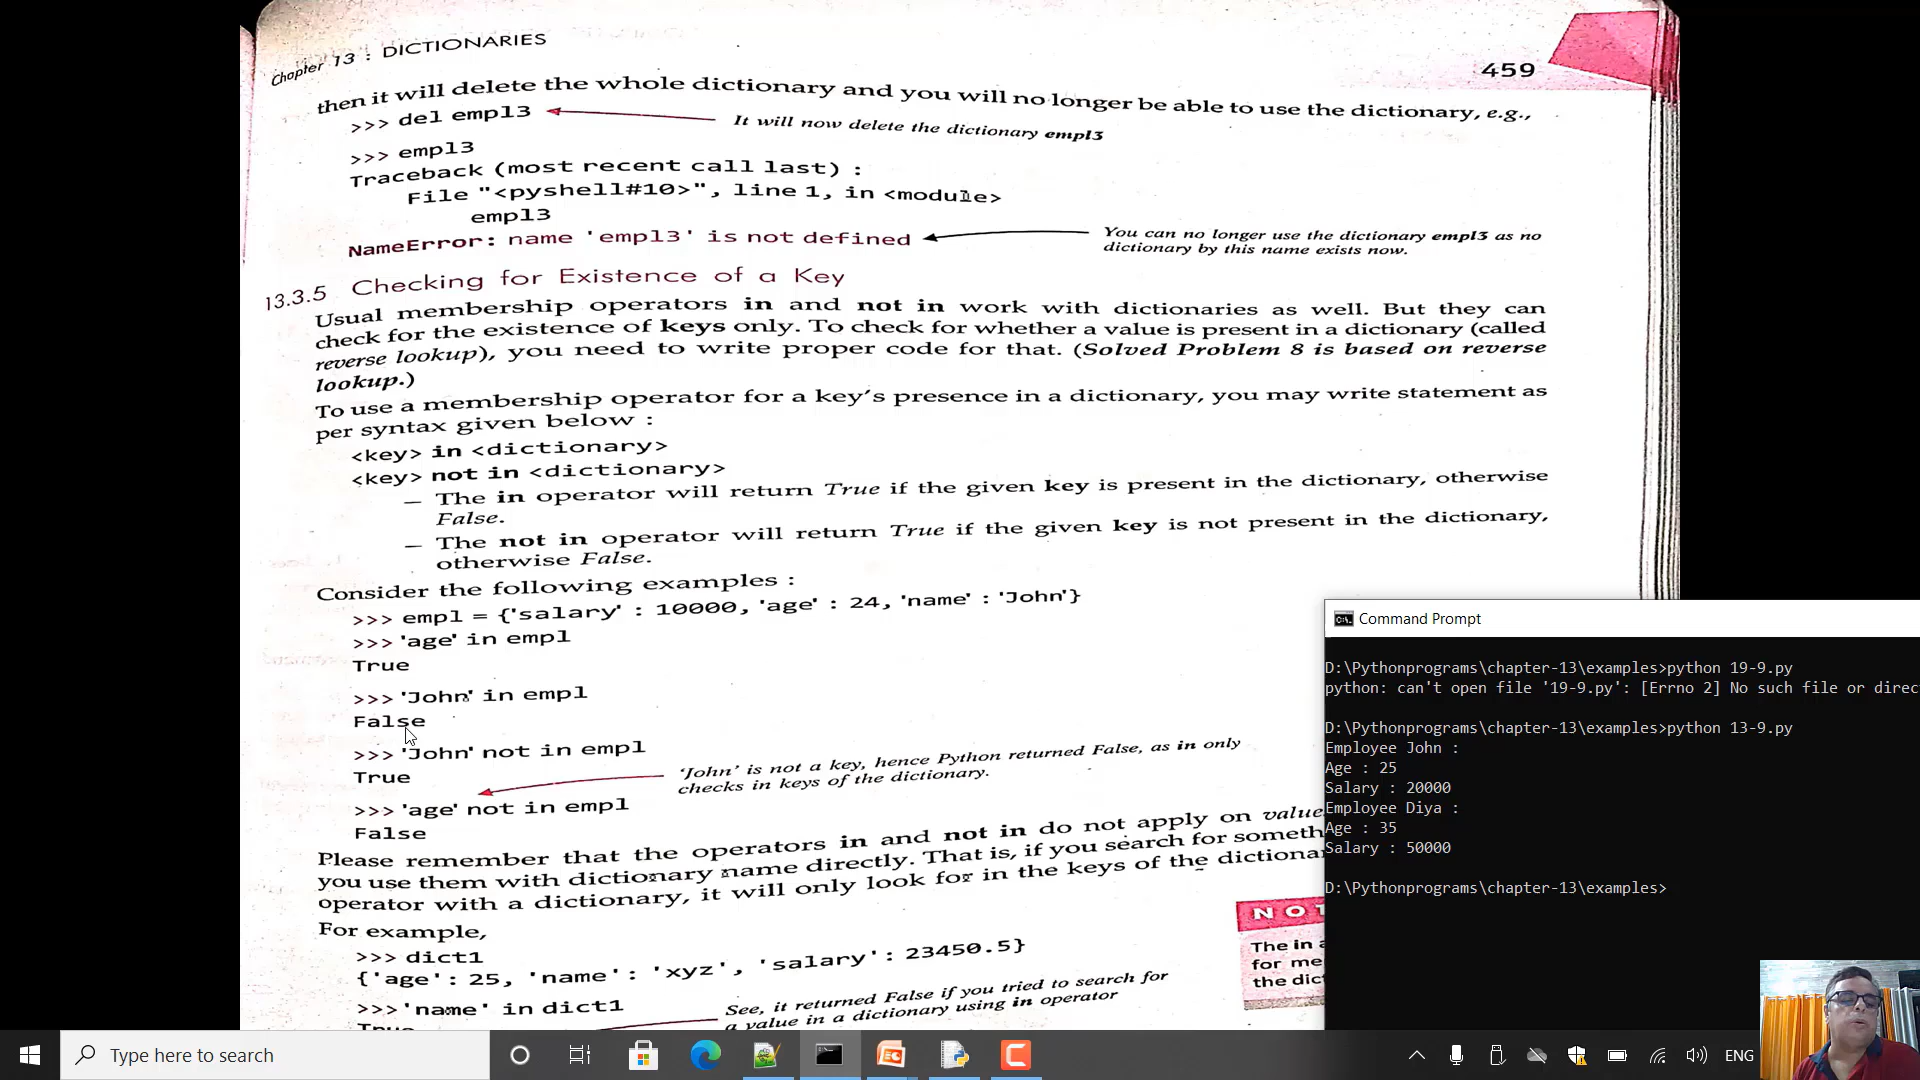 Chapter 13 : DICTIONARIES
459
then it will delete the whole dictionary and you will no longer be able to use the dictionary, e.g.,
>>> del empl3
It will now delete the dictionary empl3
>>> empl3
Traceback (most recent call last) :
File "<pyshell#10>", line 1, in <module>
empl3
NameError: name 'empl3' is not defined
You can no longer use the dictionary empl3 as no
dictionary by this name exists now.
13.3.5 Checking for Existence of a Key
Usual membership operators in and not in work with dictionaries as well. But they can
check for the existence of keys only. To check for whether a value is present in a dictionary (called
reverse lookup), you need to write proper code for that. (Solved Problem 8 is based on reverse
lookup.)
To use a membership operator for a key's presence in a dictionary, you may write statement as
per syntax given below :
<key> in <dictionary>
<key> not in <dictionary>
— The in operator will return True if the given key is present in the dictionary, otherwise
False.
— The not in operator will return True if the given key is not present in the dictionary,
otherwise False.
Consider the following examples :
>>> empl = {'salary' : 10000, 'age' : 24, 'name' : 'John'}
>>> 'age' in empl
True
>>> 'John' in empl
False
>>> 'John' not in empl
True
'John' is not a key, hence Python returned False, as in only
checks in keys of the dictionary.
>>> 'age' not in empl
False
Please remember that the operators in and not in do not apply on value
you use them with dictionary name directly. That is, if you search for someth
operator with a dictionary, it will only look for in the keys of the dictiona
For example,
>>> dict1
{'age': 25, 'name': 'xyz', 'salary': 23450.5}
>>> 'name' in dict1
True
See, it returned False if you tried to search for
a value in a dictionary using in operator
NOT
The in a
for me
the dict
Command Prompt
D:\Pythonprograms\chapter-13\examples>python 19-9.py
python: can't open file '19-9.py': [Errno 2] No such file or direc
D:\Pythonprograms\chapter-13\examples>python 13-9.py
Employee John :
Age : 25
Salary : 20000
Employee Diya :
Age : 35
Salary : 50000
D:\Pythonprograms\chapter-13\examples>
Type here to search
ENG